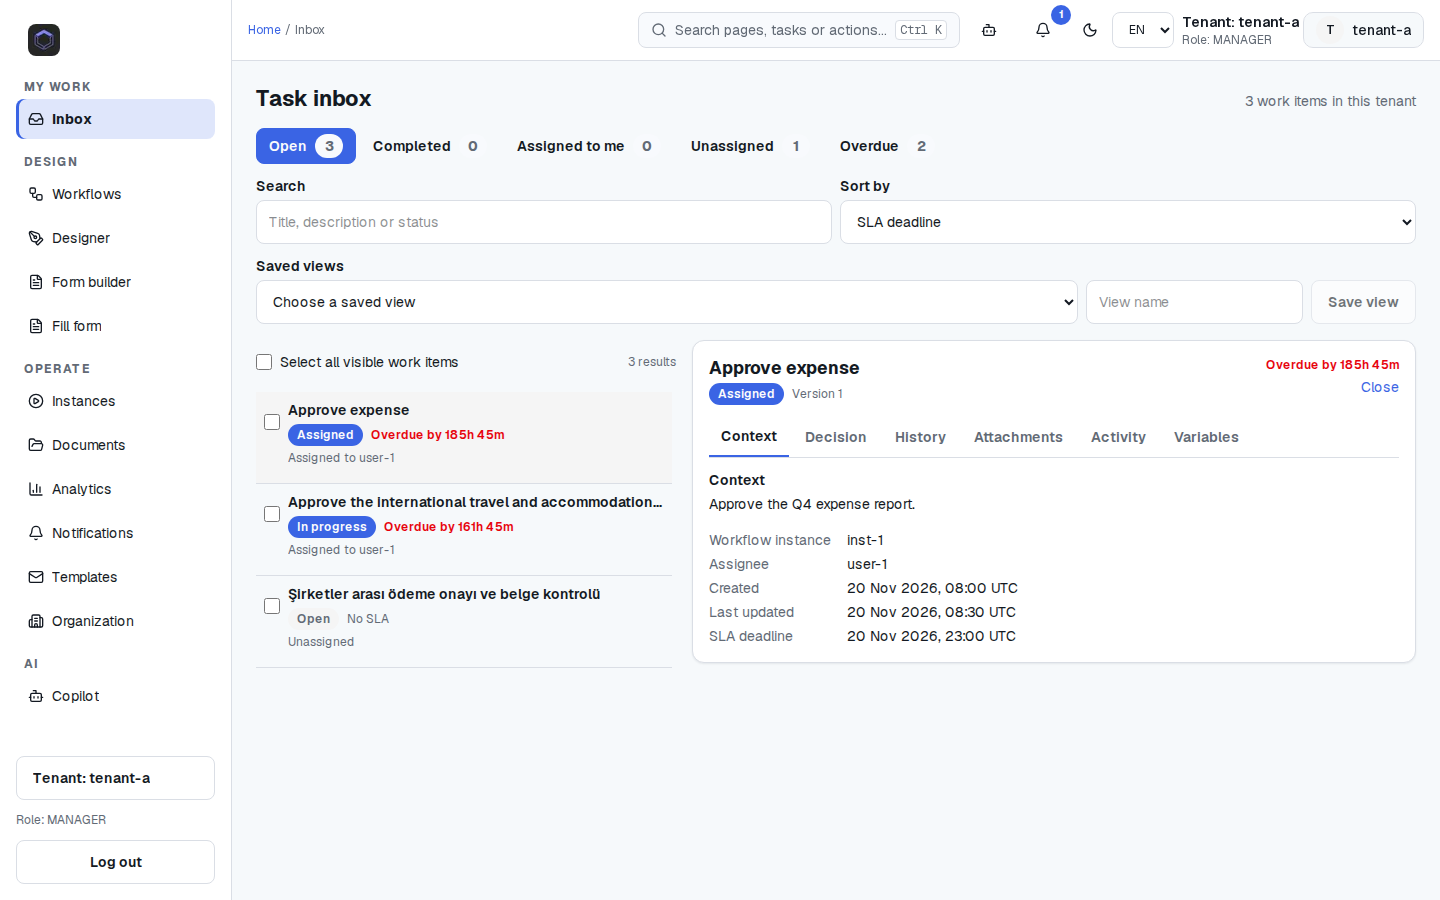 MY WORK
Inbox
DESIGN
Workflows
Designer
Form builder
Fill form
OPERATE
Instances
Documents
Analytics
Notifications
Templates
Organization
AI
Copilot
Tenant: tenant-a
Role: MANAGER
Log out
Home / Inbox
Search pages, tasks or actions... Ctrl K
1
EN
Tenant: tenant-a
Role: MANAGER
T tenant-a
Task inbox
3 work items in this tenant
Open 3 Completed 0 Assigned to me 0 Unassigned 1 Overdue 2
Search
Title, description or status
Sort by
SLA deadline
Saved views
Choose a saved view
View name
Save view
Select all visible work items
3 results
Approve expense
Assigned Overdue by 185h 45m
Assigned to user-1
Approve the international travel and accommodation...
In progress Overdue by 161h 45m
Assigned to user-1
Şirketler arası ödeme onayı ve belge kontrolü
Open No SLA
Unassigned
Approve expense
Assigned Version 1
Overdue by 185h 45m
Close
Context Decision History Attachments Activity Variables
Context
Approve the Q4 expense report.
Workflow instance inst-1
Assignee user-1
Created 20 Nov 2026, 08:00 UTC
Last updated 20 Nov 2026, 08:30 UTC
SLA deadline 20 Nov 2026, 23:00 UTC